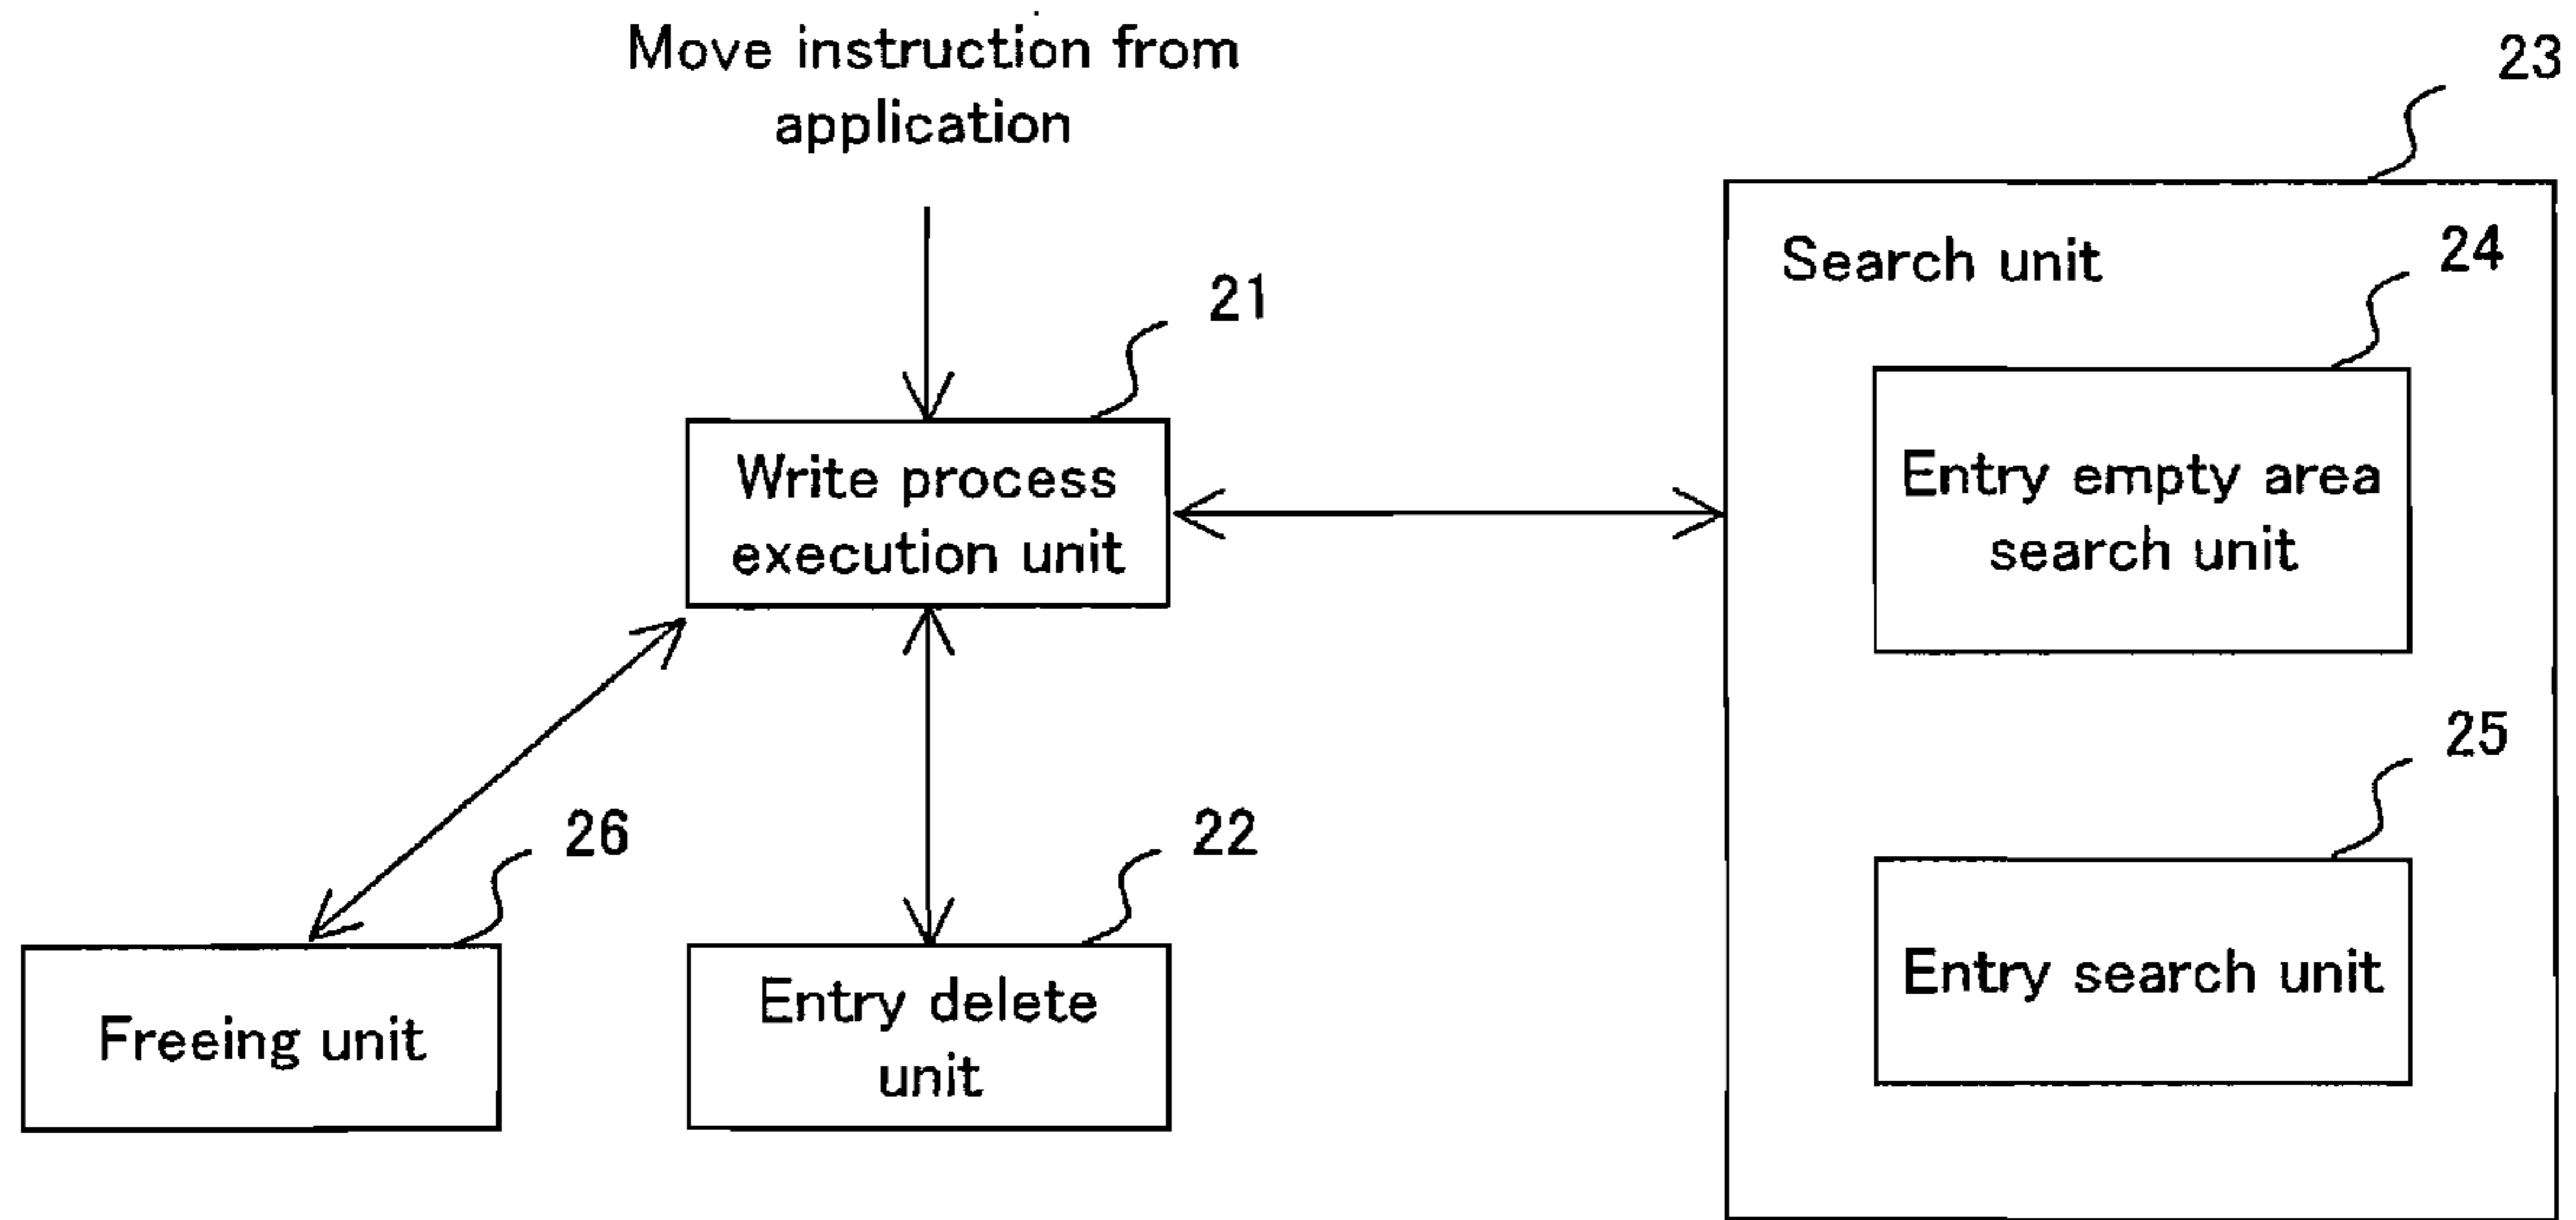 Move instruction from
application
23
Search unit
24
21
Entry empty area
search unit
Write process
execution unit
25
26
22
Entry search unit
Freeing unit
Entry delete
unit